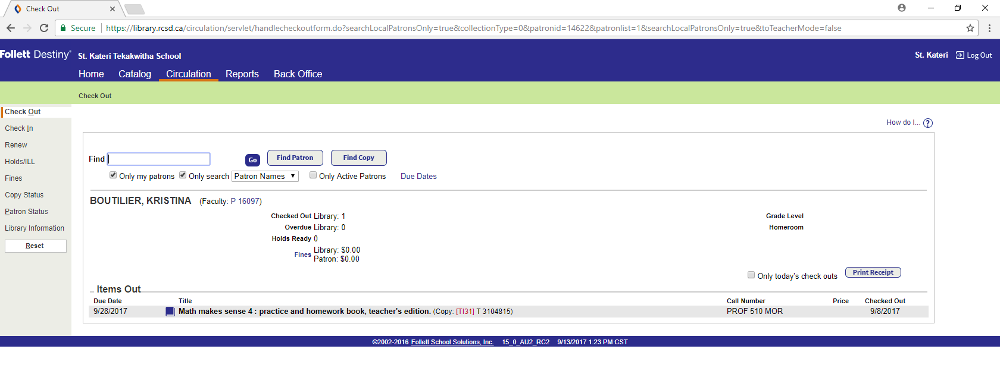 Check Out
Secure https://library.rcsd.ca/circulation/servlet/handlecheckoutform.do?searchLocalPatronsOnly=true&collectionType=0&patronid=14622&patronlist=1&searchLocalPatronsOnly=true&toTeacherMode=false
Follett Destiny® St. Kateri Tekakwitha School St. Kateri Log Out
Home Catalog Circulation Reports Back Office
Check Out
Check Out
Check In
Renew
Holds/ILL
Fines
Copy Status
Patron Status
Library Information
Reset
How do I... ?
Find Go Find Patron Find Copy
Only my patrons Only search Patron Names Only Active Patrons Due Dates
BOUTILIER, KRISTINA (Faculty: P 16097)
Checked Out Library: 1 Grade Level
Overdue Library: 0 Homeroom
Holds Ready 0
Fines Library: $0.00
Patron: $0.00
Only today's check outs Print Receipt
Items Out
Due Date Title Call Number Price Checked Out
9/28/2017 Math makes sense 4 : practice and homework book, teacher's edition. (Copy: [TI31] T 3104815) PROF 510 MOR 9/8/2017
©2002-2016 Follett School Solutions, Inc. 15_0_AU2_RC2 9/13/2017 1:23 PM CST